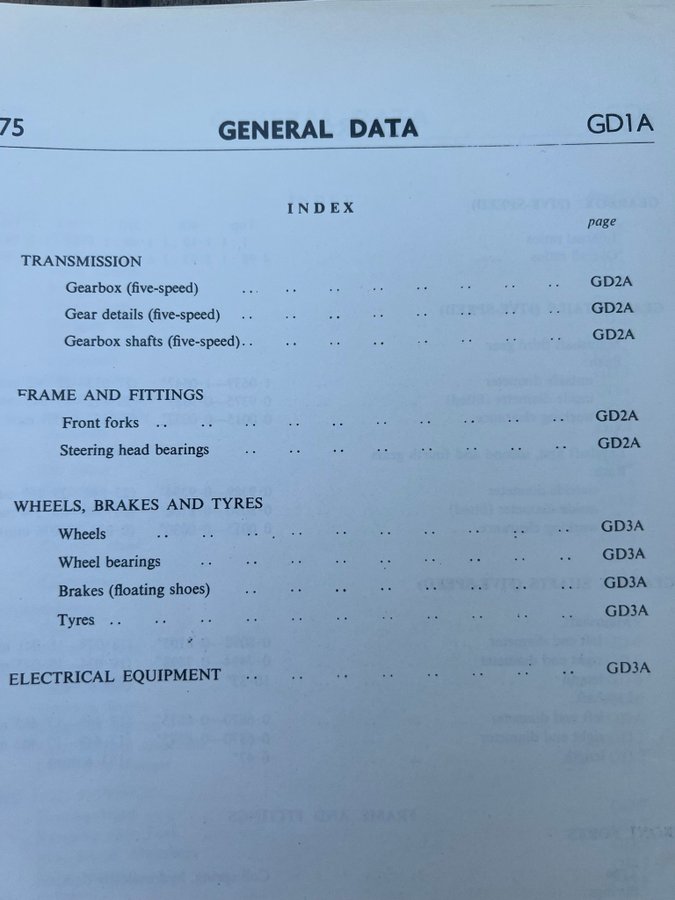 75 GENERAL DATA GD1A
INDEX
page
TRANSMISSION
Gearbox (five-speed) .. .. .. .. .. .. .. .. GD2A
Gear details (five-speed) .. .. .. .. .. .. .. .. GD2A
Gearbox shafts (five-speed).. .. .. .. .. .. .. .. GD2A
FRAME AND FITTINGS
Front forks .. .. .. .. .. .. .. .. .. .. GD2A
Steering head bearings .. .. .. .. .. .. .. .. GD2A
WHEELS, BRAKES AND TYRES
Wheels .. .. .. .. .. .. .. .. .. .. GD3A
Wheel bearings .. .. .. .. .. .. .. .. .. GD3A
Brakes (floating shoes) .. .. .. .. .. .. .. .. GD3A
Tyres .. .. .. .. .. .. .. .. .. .. .. GD3A
ELECTRICAL EQUIPMENT .. .. .. .. .. .. .. .. GD3A